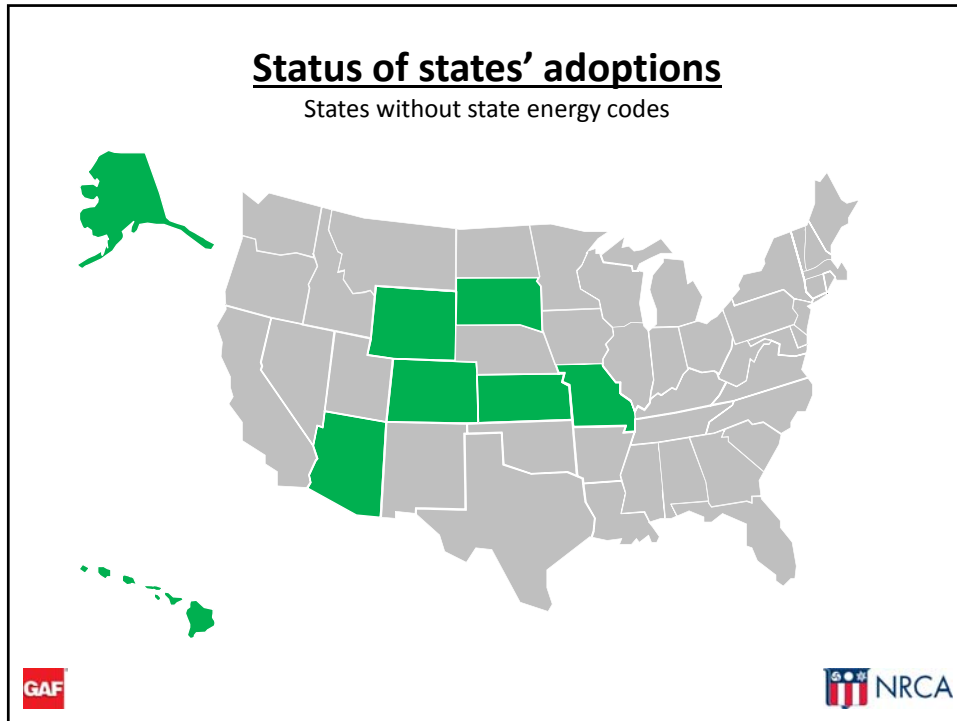 Status of states’ adoptions
States without state energy codes
GAF
NRCA